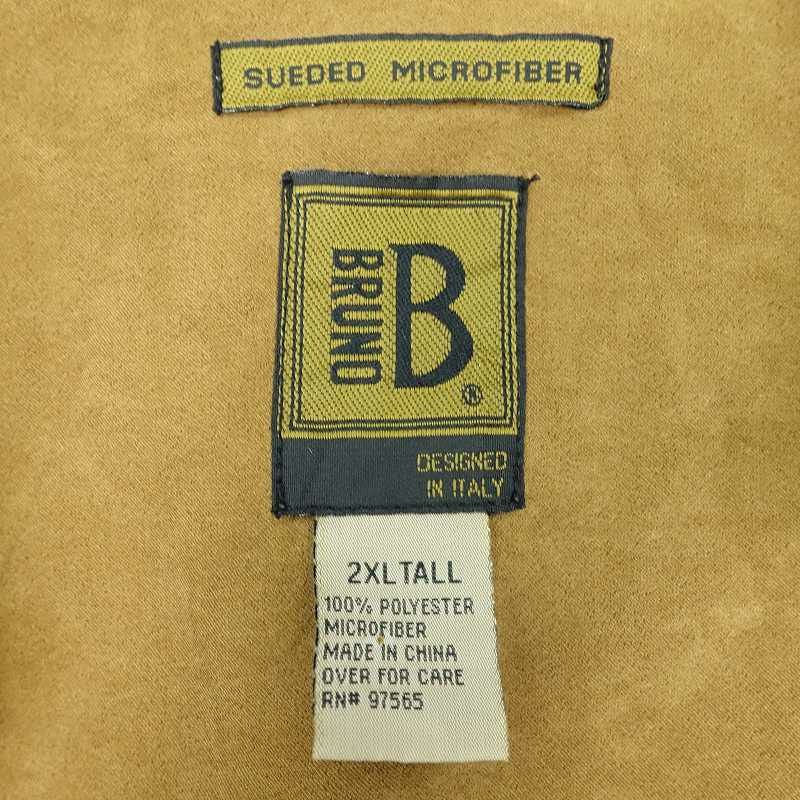 SUEDED MICROFIBER
BRUNO
B®
DESIGNED
IN ITALY
2XLTALL
100% POLYESTER
MICROFIBER
MADE IN CHINA
OVER FOR CARE
RN# 97565